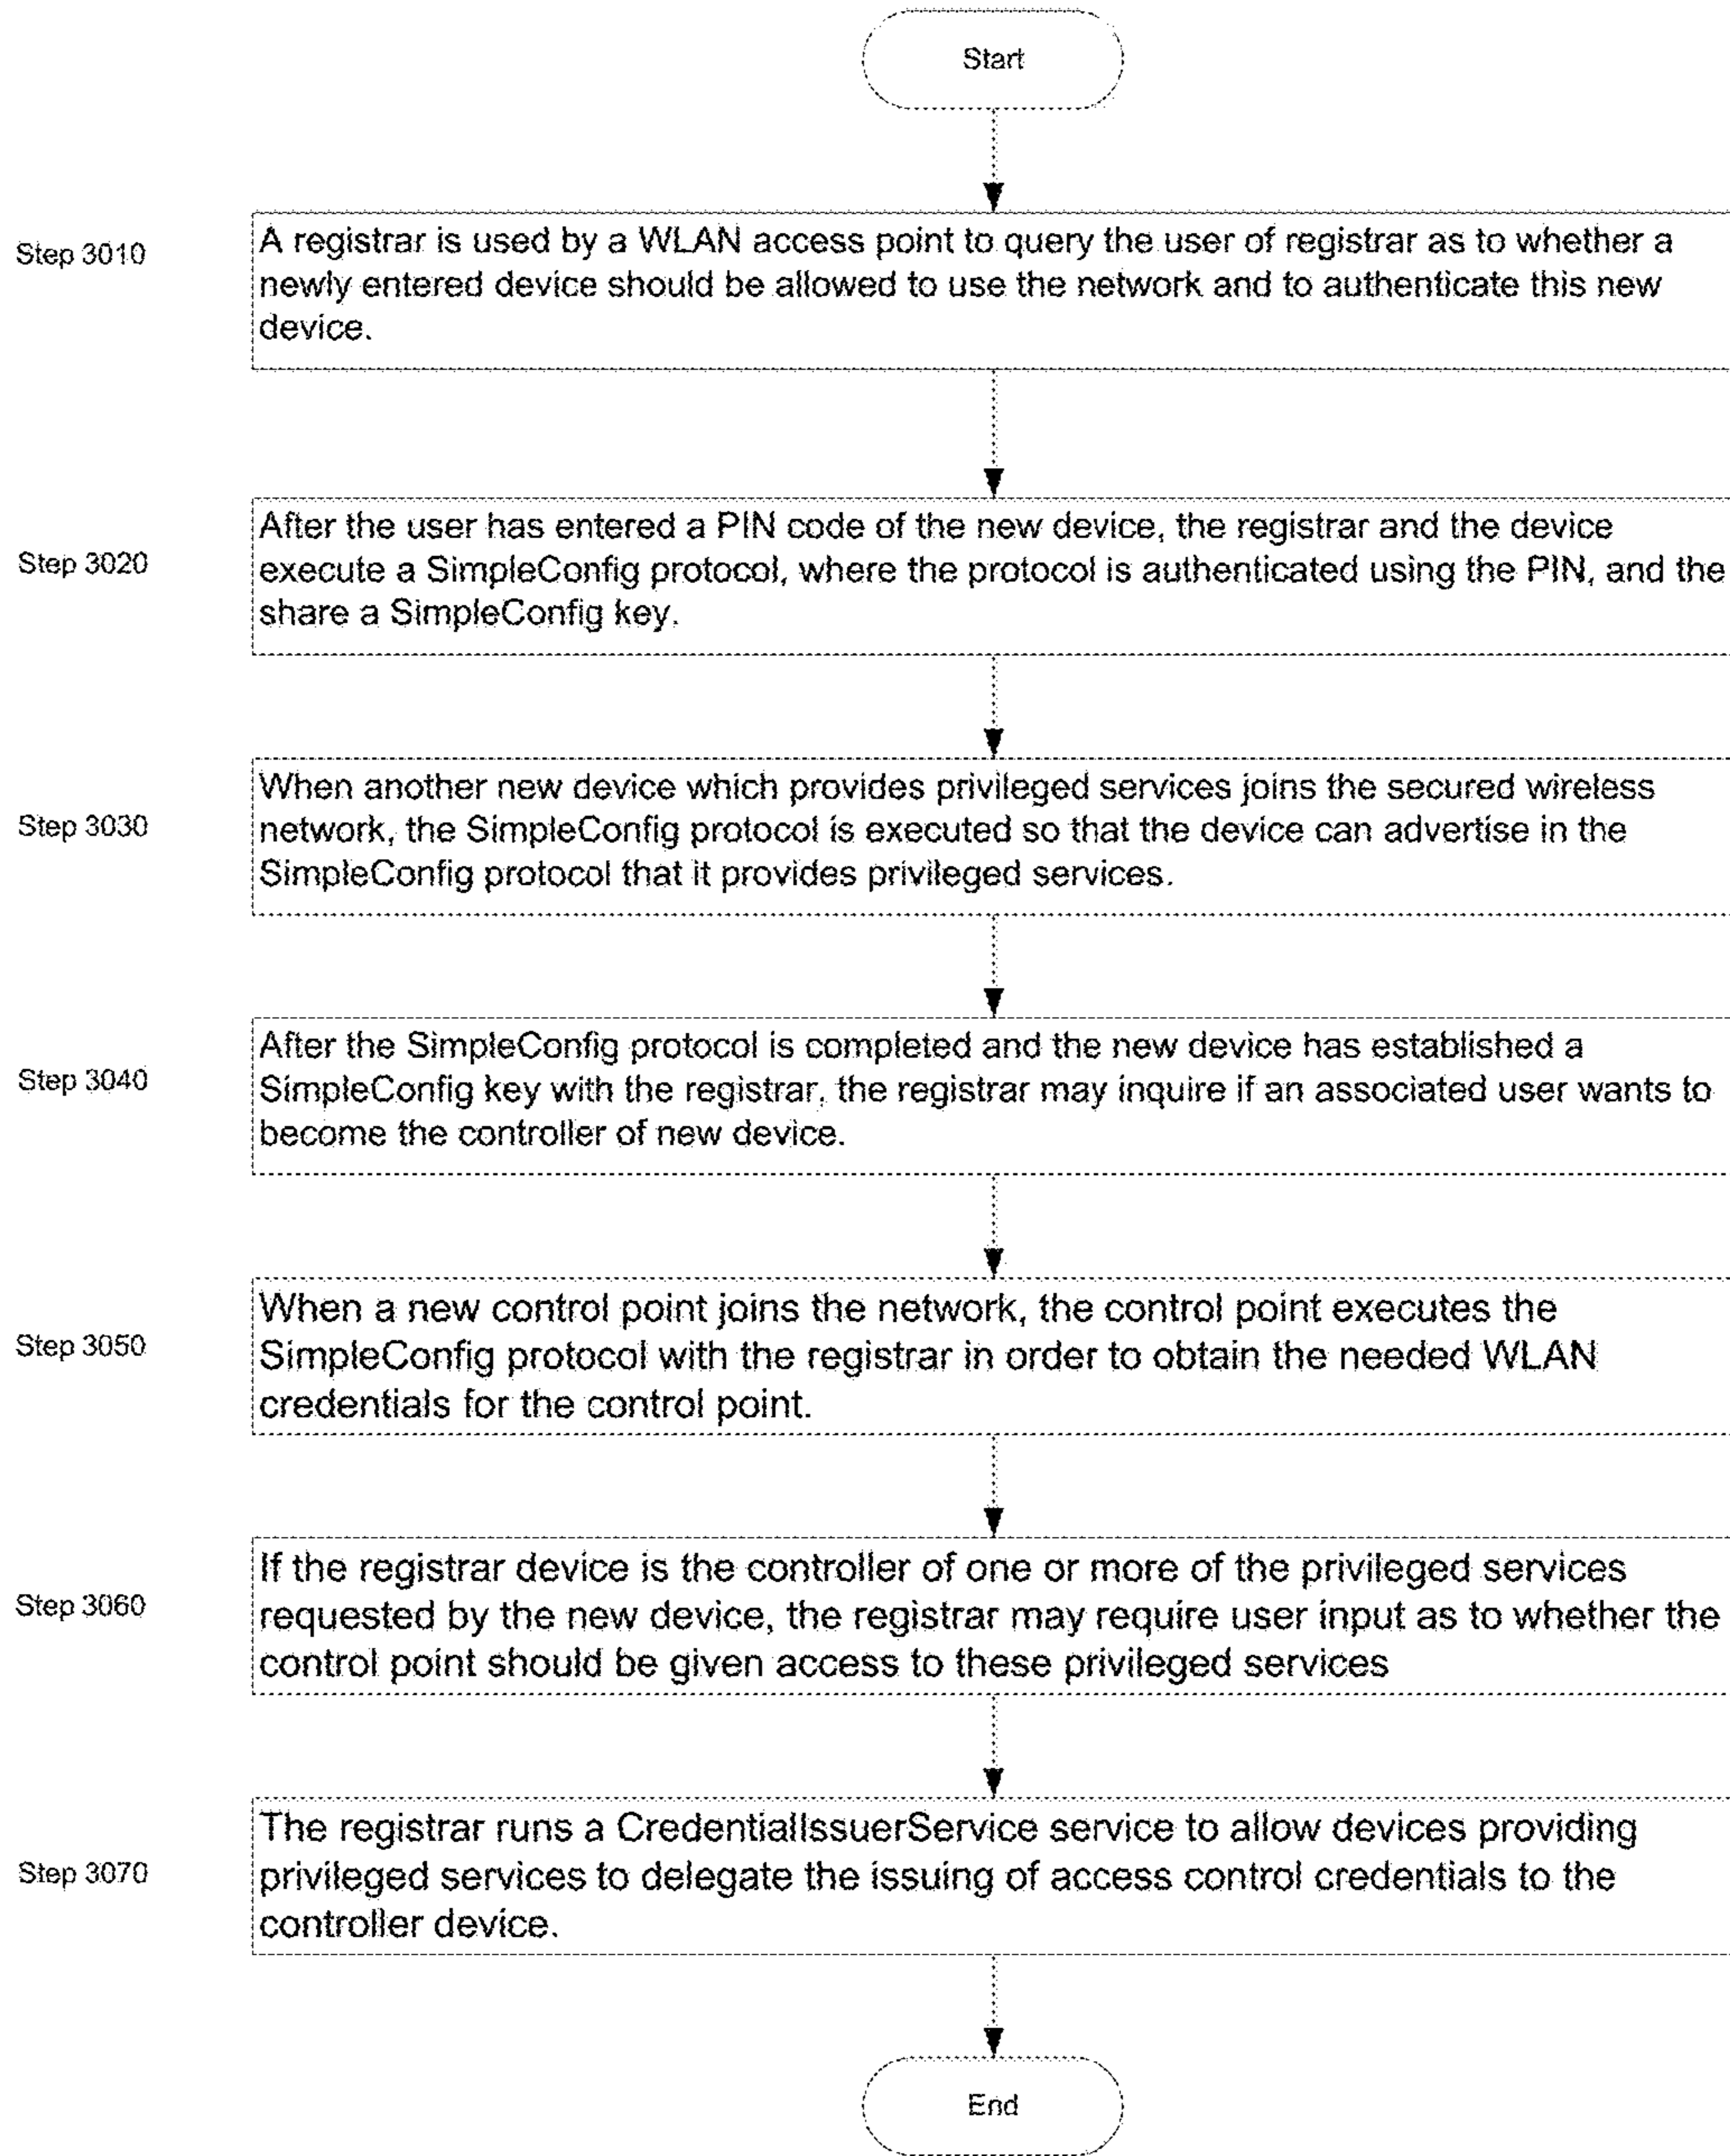 Start
Step 3010
A registrar is used by a WLAN access point to query the user of registrar as to whether a
newly entered device should be allowed to use the network and to authenticate this new
device.
Step 3020
After the user has entered a PIN code of the new device, the registrar and the device
execute a SimpleConfig protocol, where the protocol is authenticated using the PIN, and the
share a SimpleConfig key.
Step 3030
When another new device which provides privileged services joins the secured wireless
network, the SimpleConfig protocol is executed so that the device can advertise in the
SimpleConfig protocol that it provides privileged services.
Step 3040
After the SimpleConfig protocol is completed and the new device has established a
SimpleConfig key with the registrar, the registrar may inquire if an associated user wants to
become the controller of new device.
Step 3050
When a new control point joins the network, the control point executes the
SimpleConfig protocol with the registrar in order to obtain the needed WLAN
credentials for the control point.
Step 3060
If the registrar device is the controller of one or more of the privileged services
requested by the new device, the registrar may require user input as to whether the
control point should be given access to these privileged services
Step 3070
The registrar runs a CredentialIssuerService service to allow devices providing
privileged services to delegate the issuing of access control credentials to the
controller device.
End